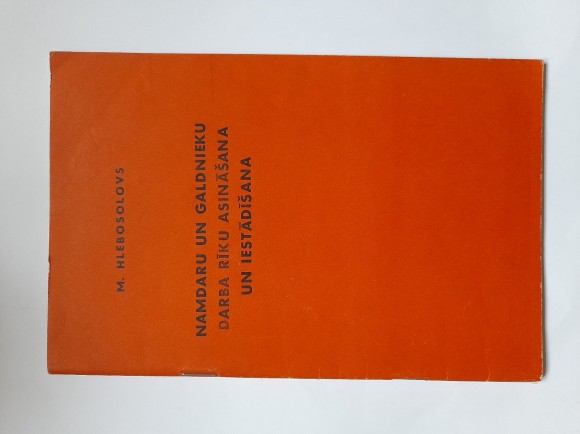 M. HLEBOSOLOVS
NAMDARU UN GALDNIEKU
DARBA RĪKU ASINĀŠANA
UN IESTĀDĪŠANA